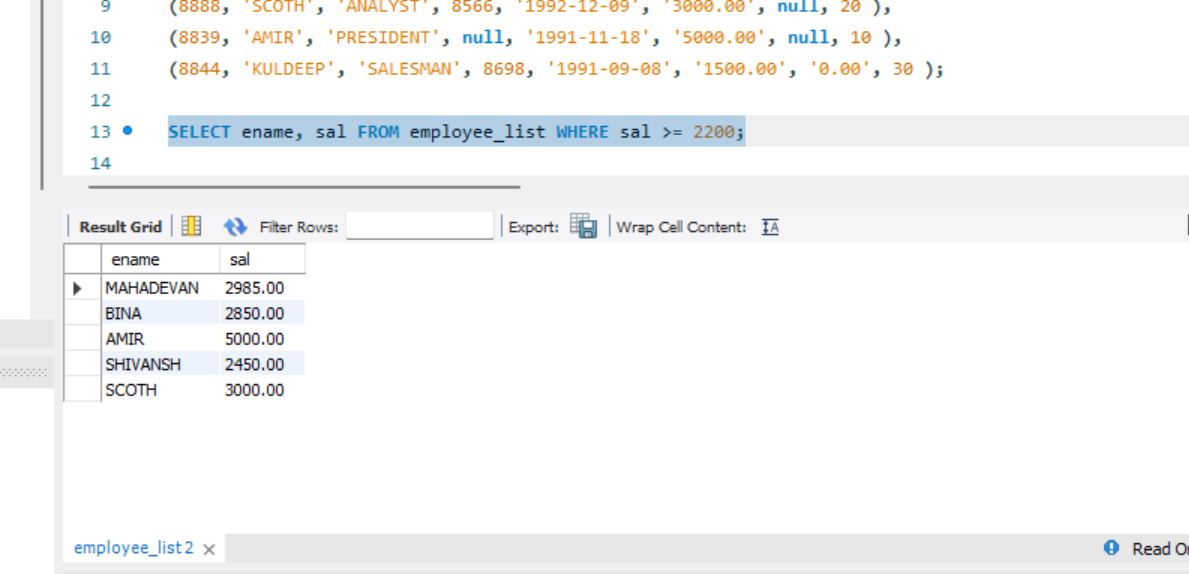 9 (8888, 'SCOTH', 'ANALYST', 8566, '1992-12-09', '3000.00', null, 20 ),
10 (8839, 'AMIR', 'PRESIDENT', null, '1991-11-18', '5000.00', null, 10 ),
11 (8844, 'KULDEEP', 'SALESMAN', 8698, '1991-09-08', '1500.00', '0.00', 30 );
12
13 SELECT ename, sal FROM employee_list WHERE sal >= 2200;
14
Result Grid Filter Rows: Export: Wrap Cell Content: IA
ename sal
MAHADEVAN 2985.00
BINA 2850.00
AMIR 5000.00
SHIVANSH 2450.00
SCOTH 3000.00
employee_list 2 × Read